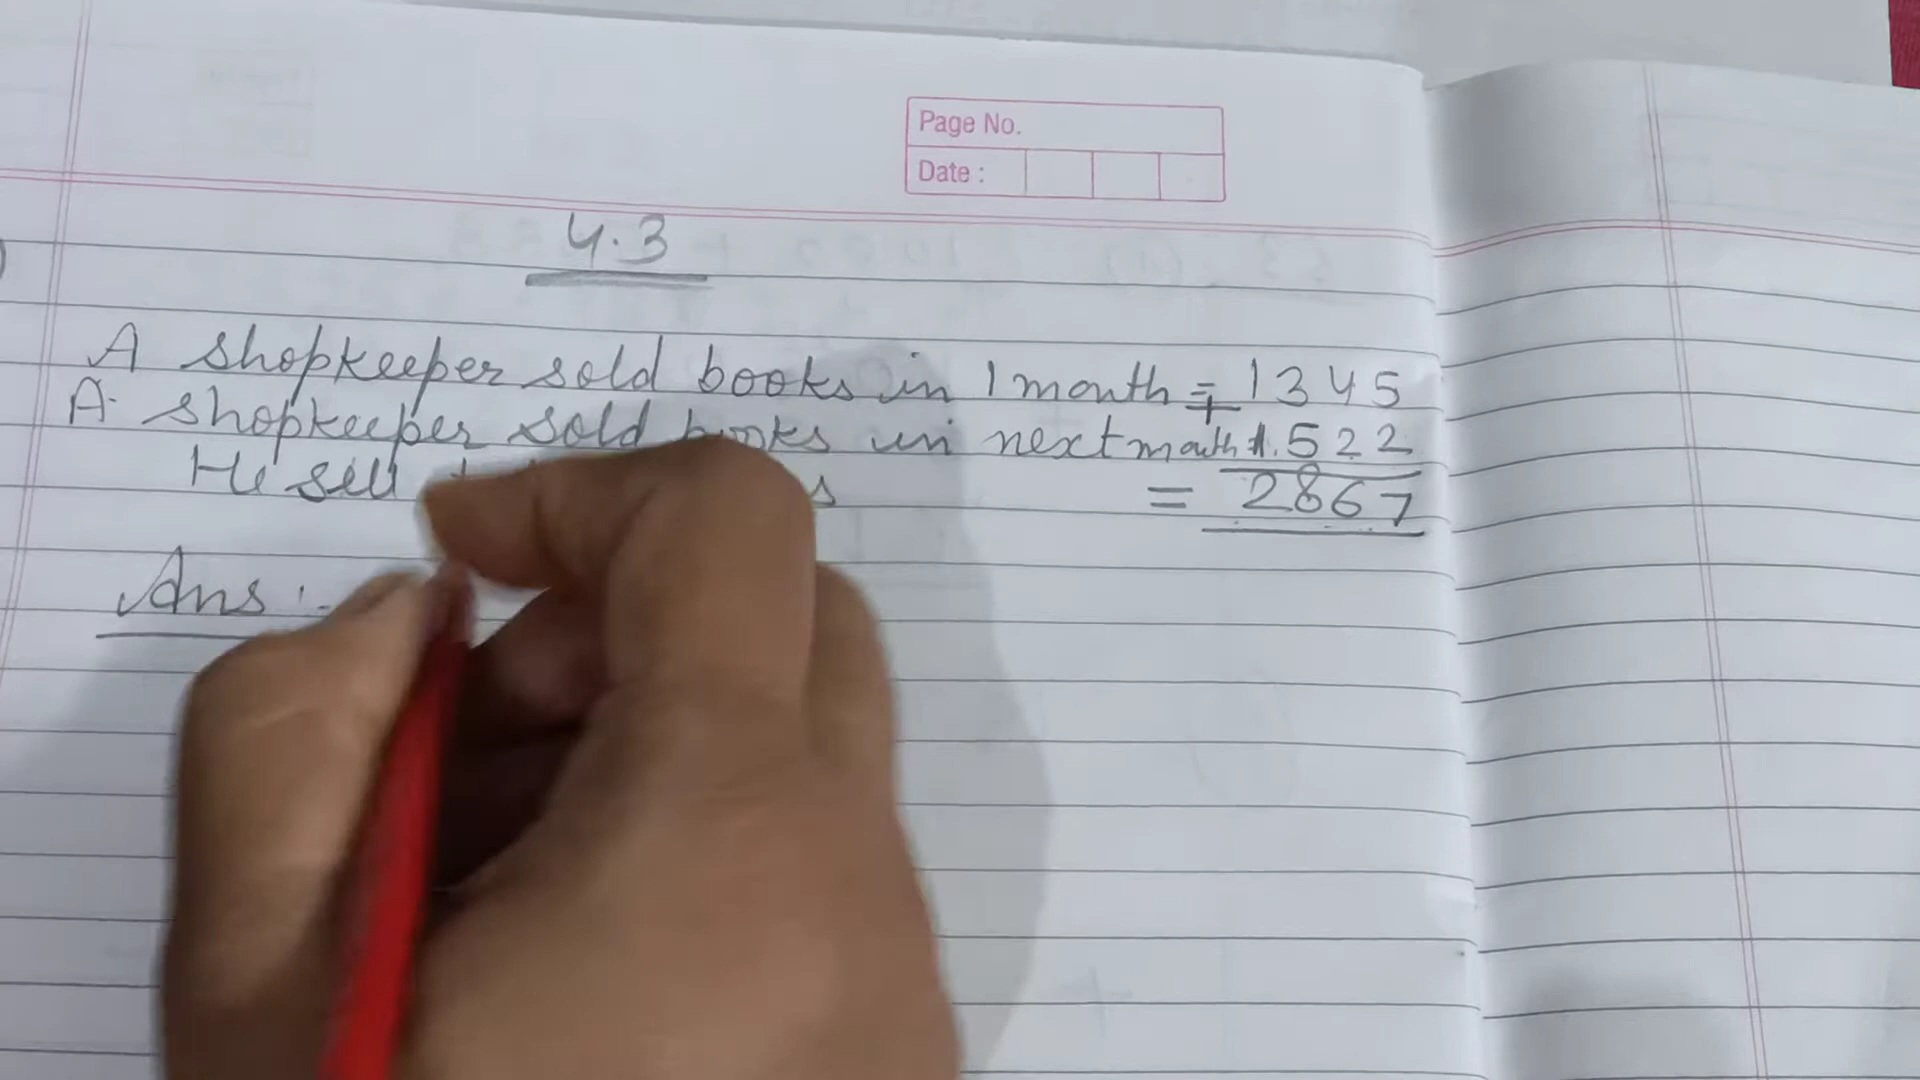 Page No.
Date :
4.3
A shopkeeper sold books in 1 month = 1345
A shopkeeper sold books in next month + 1522
He sell = 2867
Ans :-